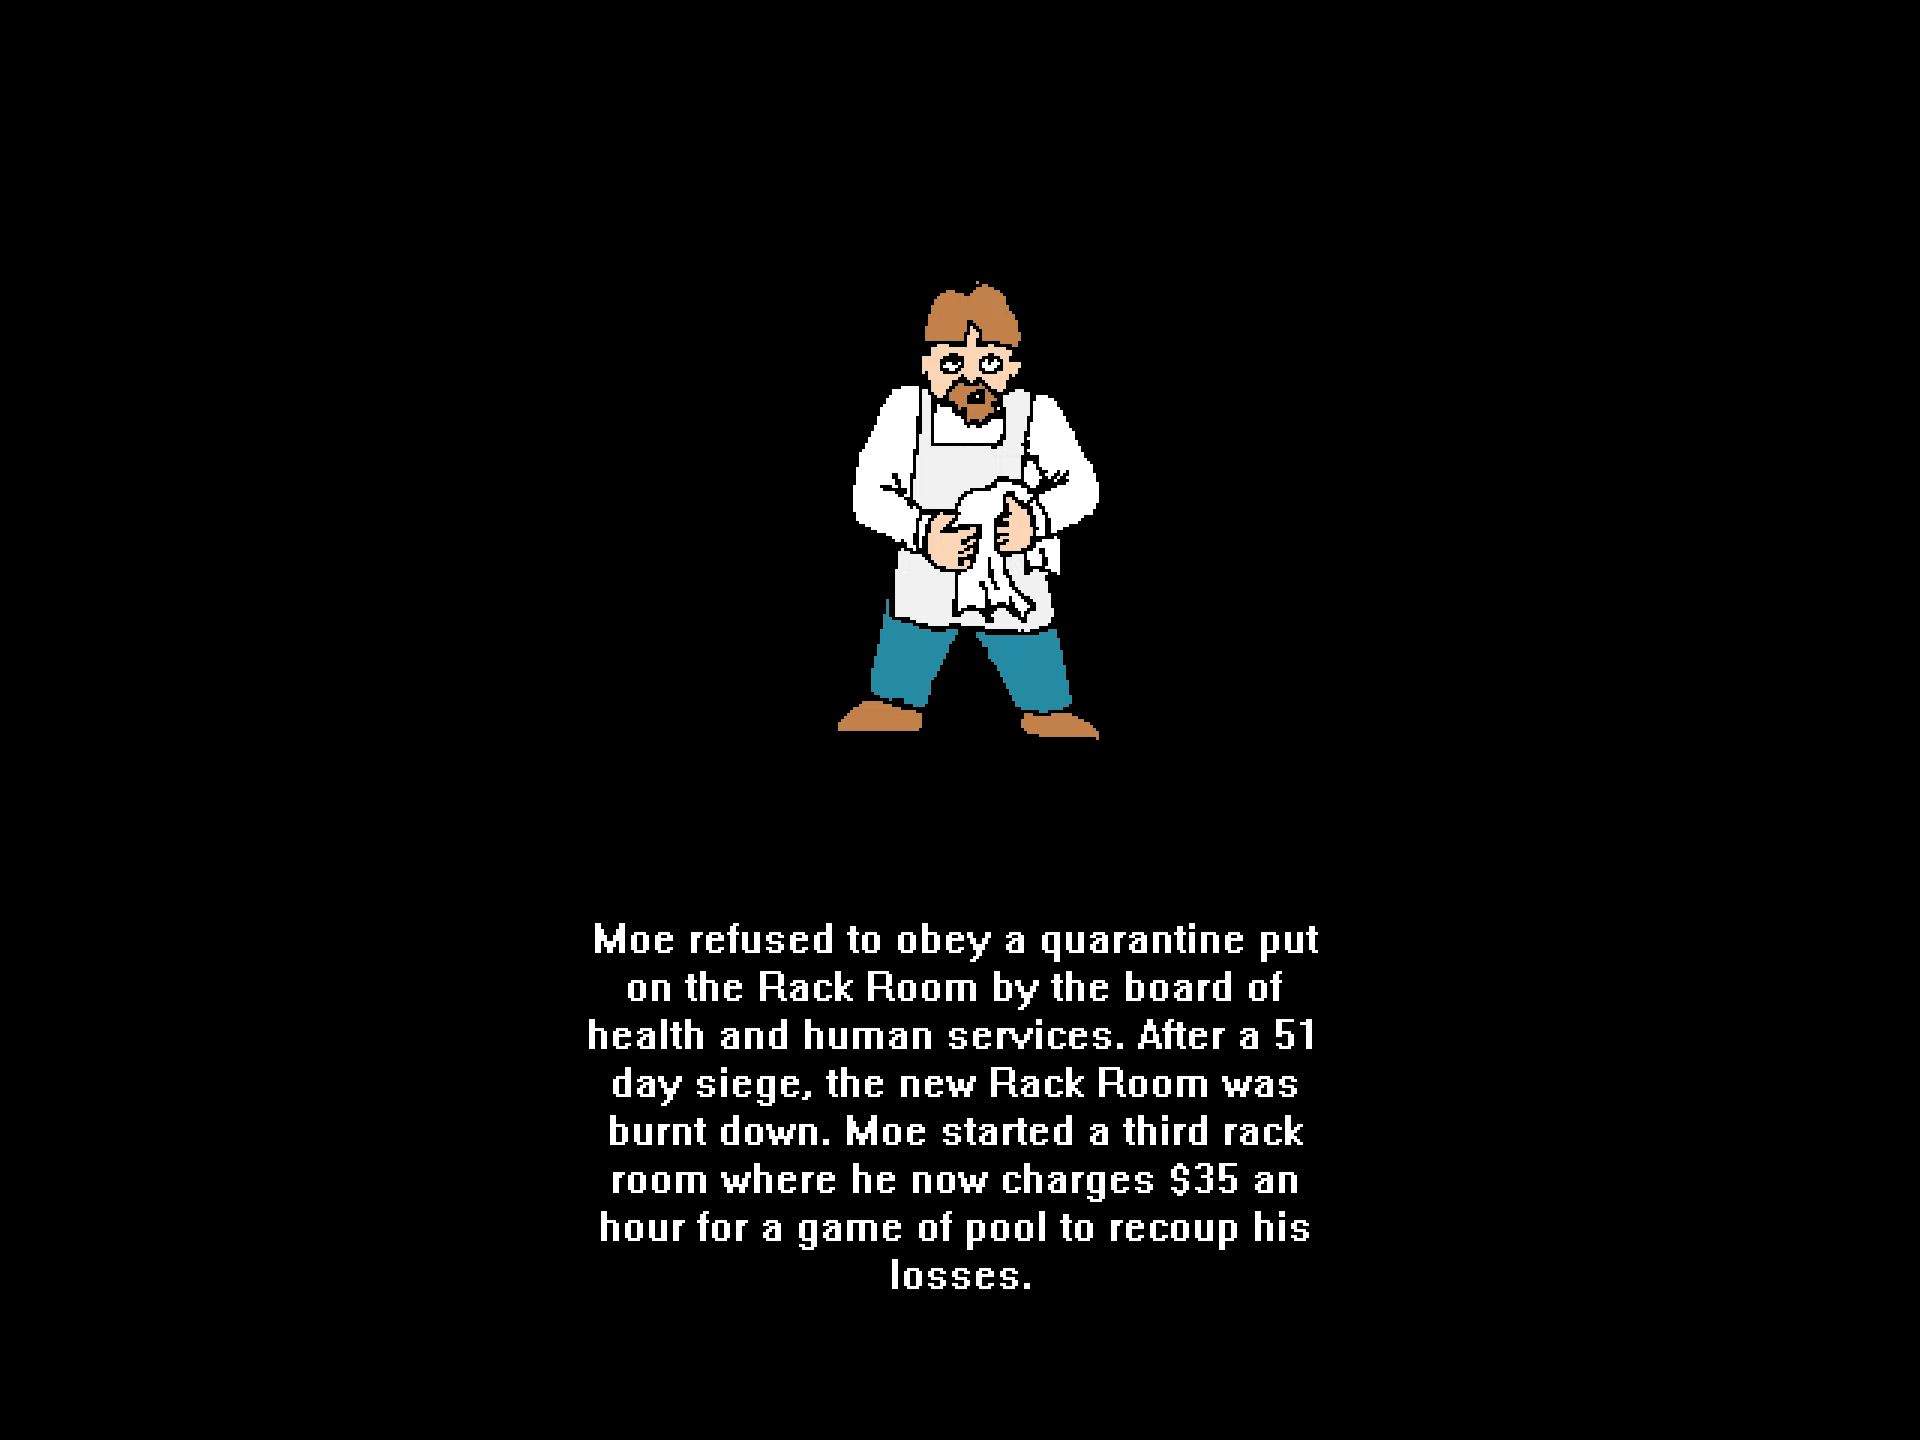 Moe refused to obey a quarantine put
on the Rack Room by the board of
health and human services. After a 51
day siege, the new Rack Room was
burnt down. Moe started a third rack
room where he now charges $35 an
hour for a game of pool to recoup his
losses.